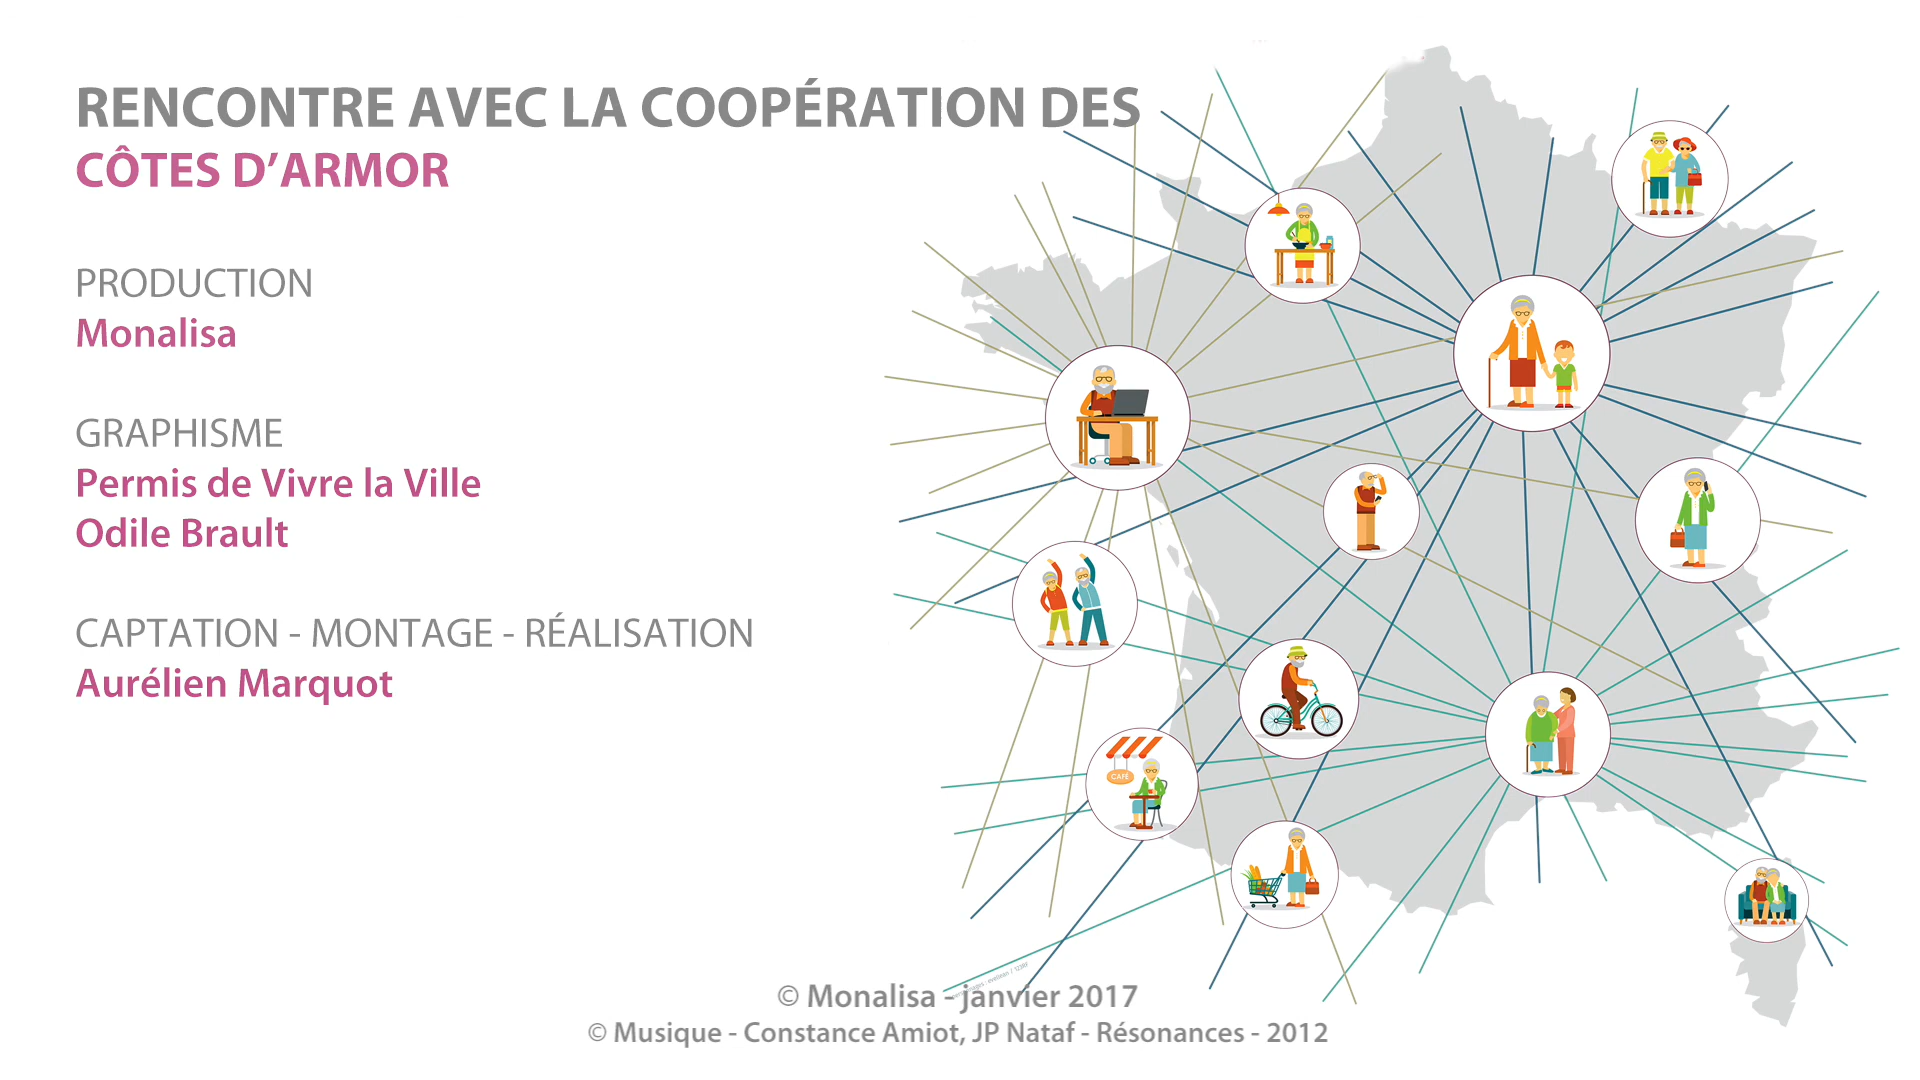 RENCONTRE AVEC LA COOPÉRATION DES
CÔTES D’ARMOR
PRODUCTION
Monalisa
GRAPHISME
Permis de Vivre la Ville
Odile Brault
CAPTATION - MONTAGE - RÉALISATION
Aurélien Marquot
CAFÉ
© Monalisa - janvier 2017
© Musique - Constance Amiot, JP Nataf - Résonances - 2012